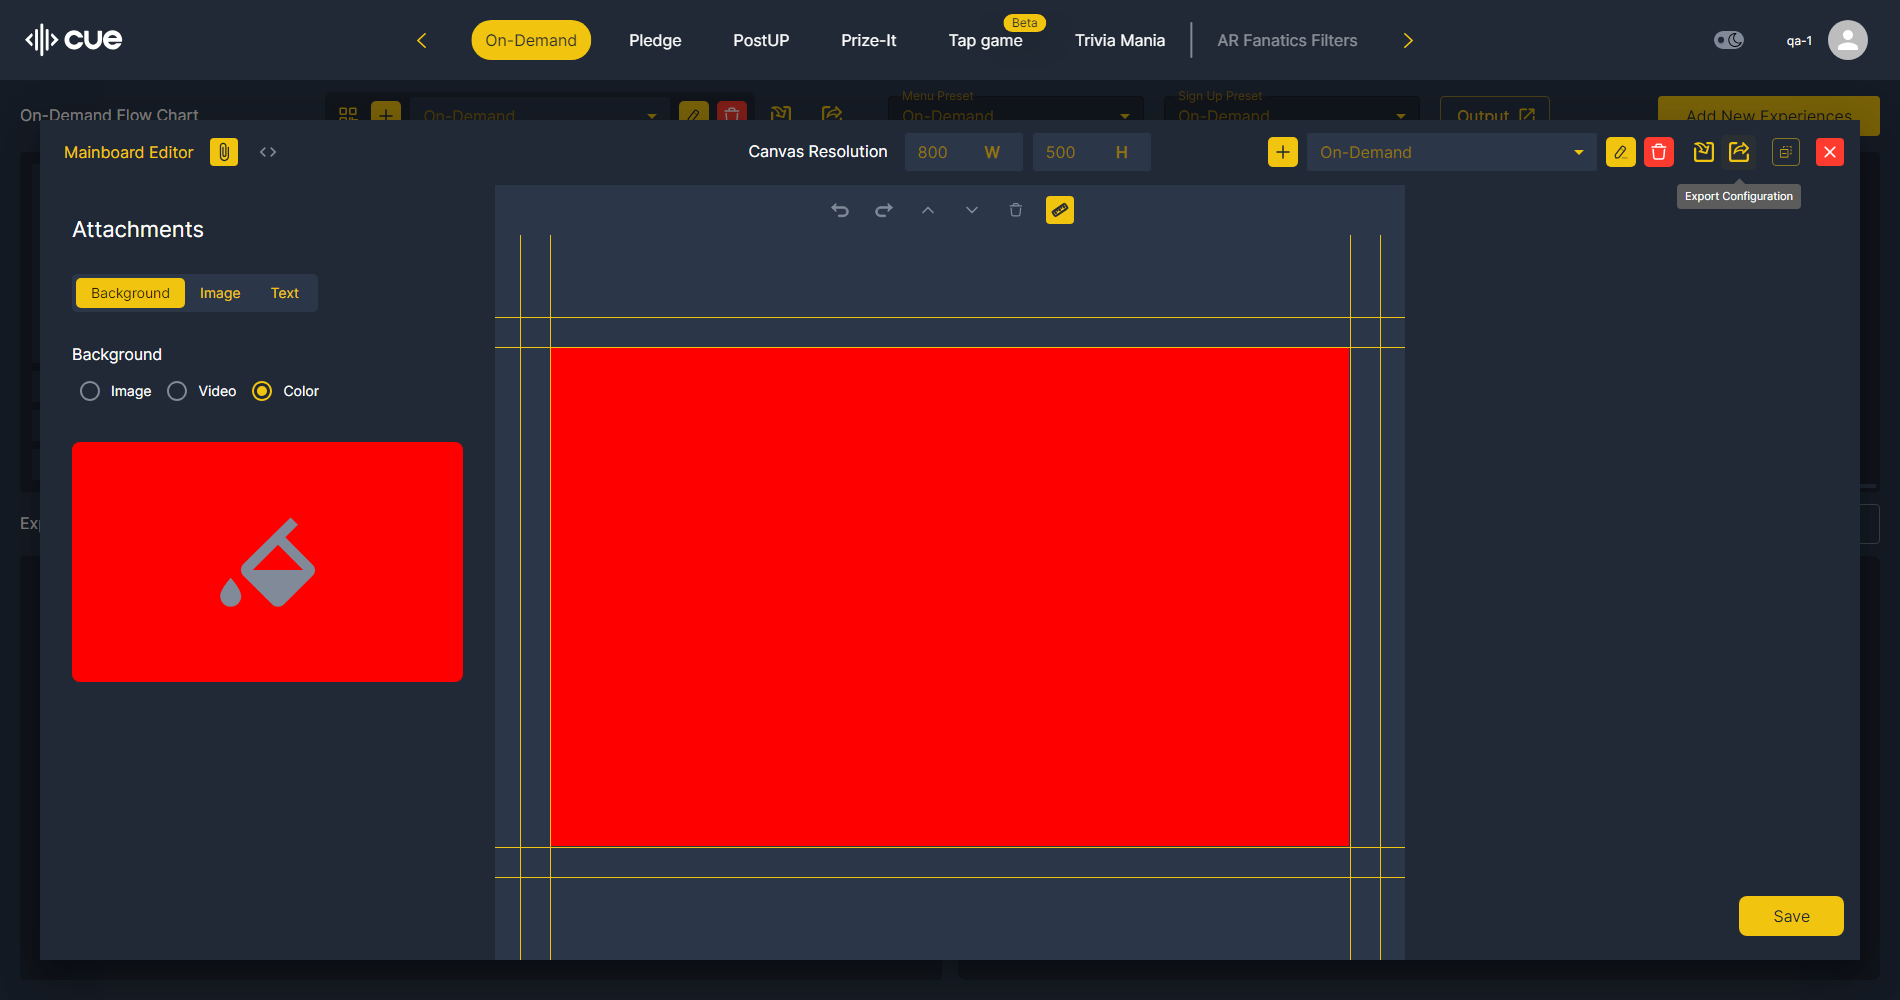 cue
On-Demand
Pledge
PostUP
Prize-It
Tap game
Beta
Trivia Mania
AR Fanatics Filters
qa-1
On-Demand Flow Chart
On-Demand
Menu Preset
On-Demand
Sign Up Preset
On-Demand
Output
Add New Experiences
Mainboard Editor
Canvas Resolution
800 W
500 H
On-Demand
Export Configuration
Attachments
Background
Image
Text
Background
Image
Video
Color
Save